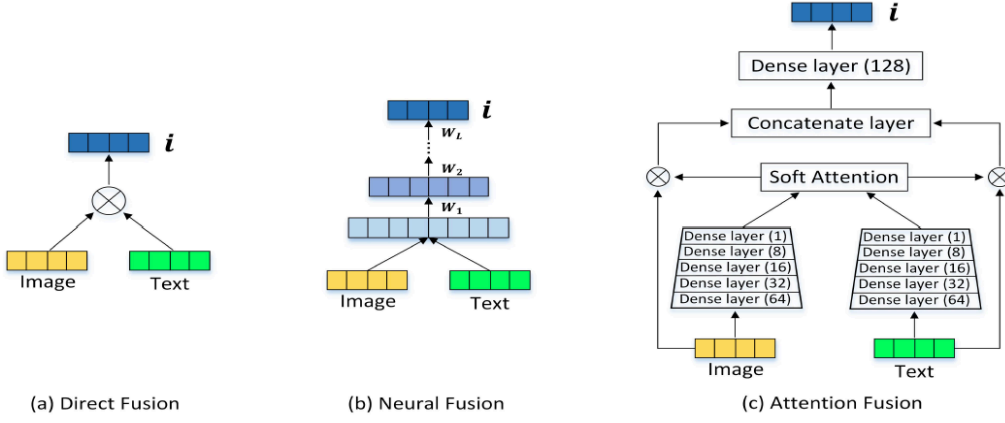 i
Image
Text
(a) Direct Fusion
i
W_L
W_2
W_1
Image
Text
(b) Neural Fusion
i
Dense layer (128)
Concatenate layer
Soft Attention
Dense layer (1)
Dense layer (8)
Dense layer (16)
Dense layer (32)
Dense layer (64)
Dense layer (1)
Dense layer (8)
Dense layer (16)
Dense layer (32)
Dense layer (64)
Image
Text
(c) Attention Fusion